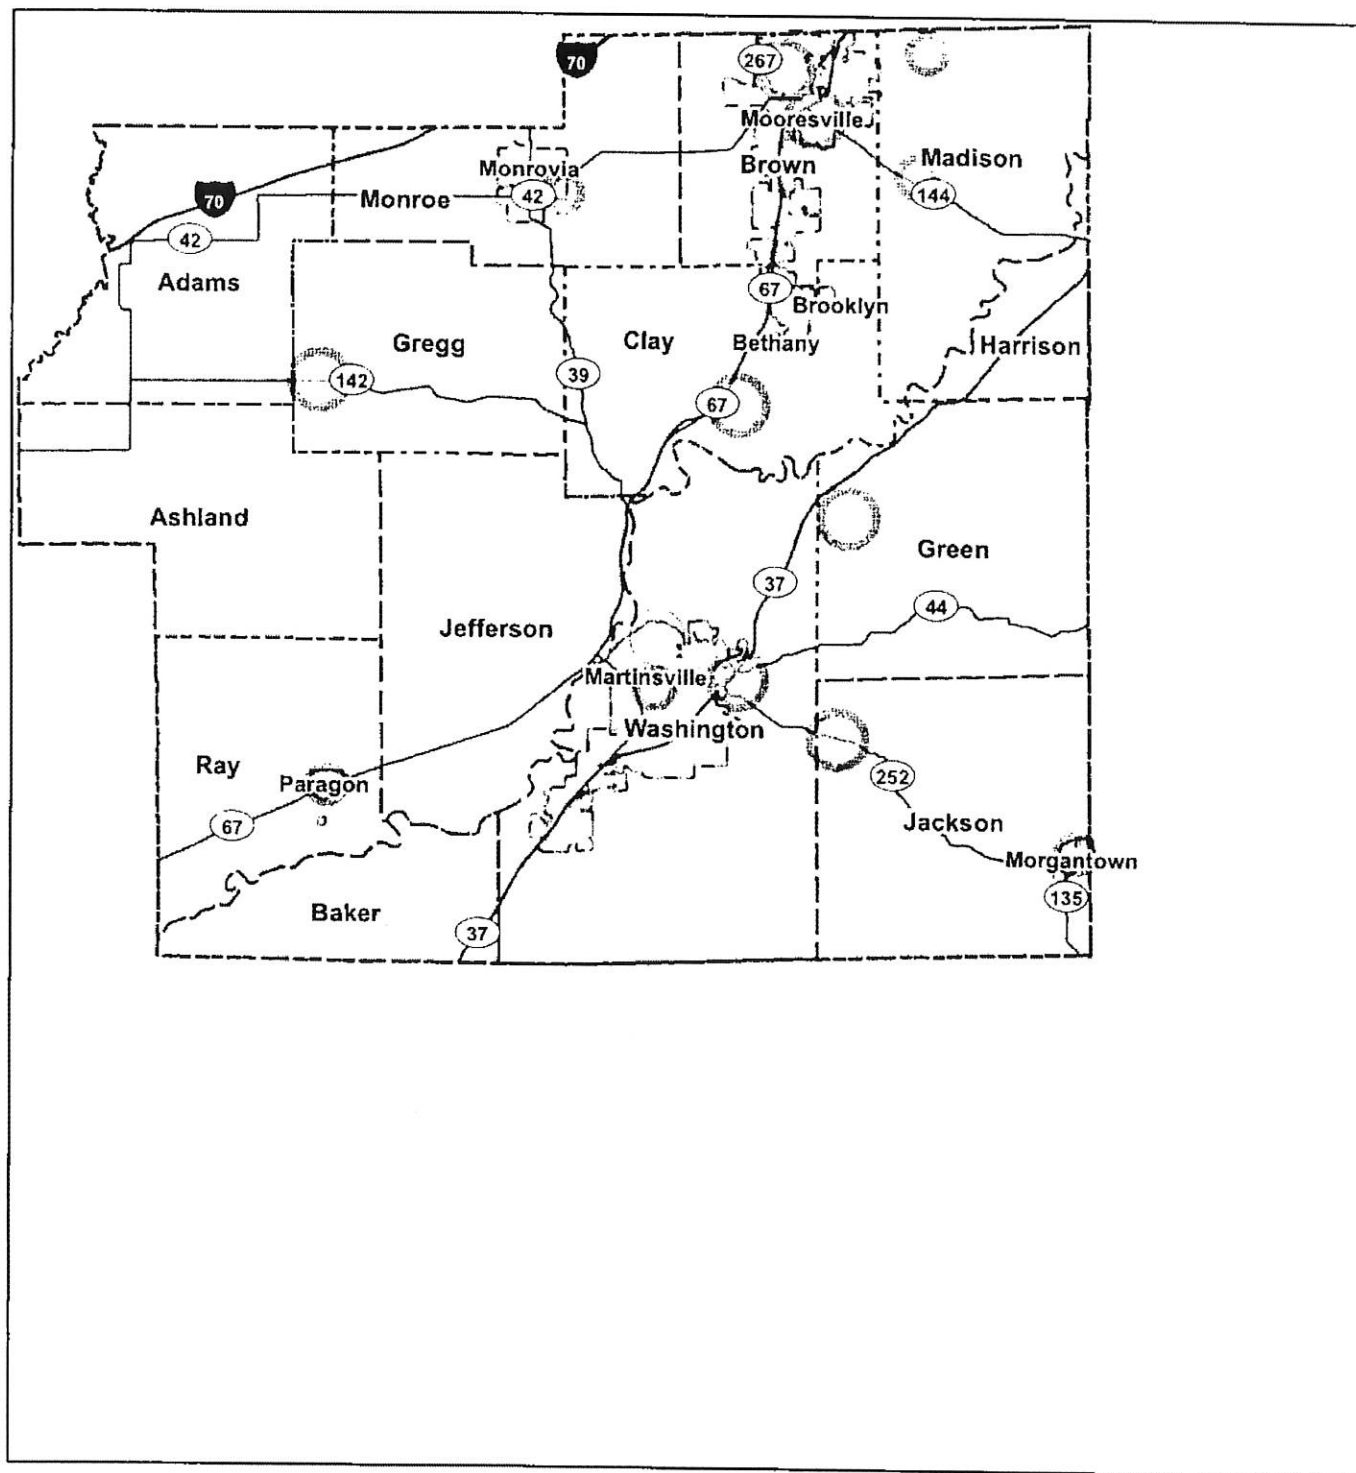 70
267
Mooresville
Monrovia
Brown
Madison
70
Monroe
42
144
42
Adams
67
Brooklyn
Gregg
Clay
Bethany
Harrison
142
39
67
Ashland
Green
37
44
Jefferson
Martinsville
Washington
Ray
Paragon
252
67
Jackson
Morgantown
135
Baker
37